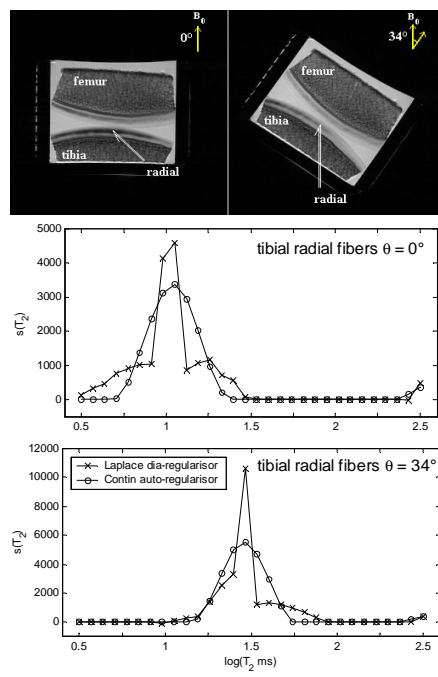 B0
0°
femur
tibia
radial
B0
34°
femur
tibia
radial
5000
4000
3000
2000
1000
0
s(T2)
tibial radial fibers θ = 0°
0.5 1 1.5 2 2.5
12000
10000
8000
6000
4000
2000
0
s(T2)
Laplace dia-regularisor
Contin auto-regularisor
tibial radial fibers θ = 34°
0.5 1 1.5 2 2.5
log(T2 ms)